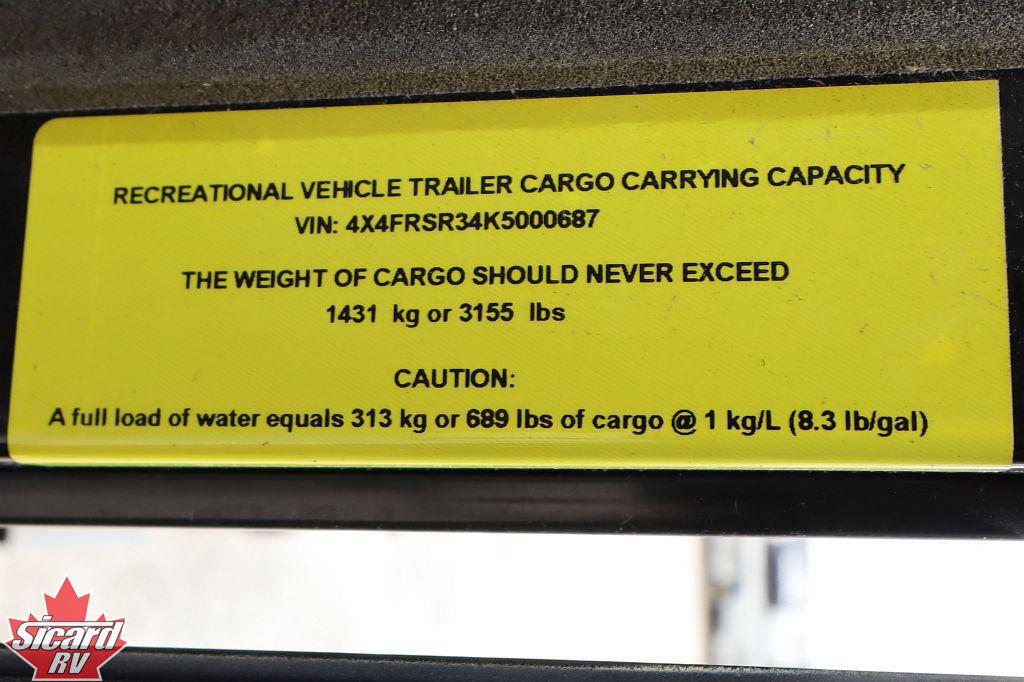 RECREATIONAL VEHICLE TRAILER CARGO CARRYING CAPACITY
VIN: 4X4FRSR34K5000687
THE WEIGHT OF CARGO SHOULD NEVER EXCEED
1431 kg or 3155 lbs
CAUTION:
A full load of water equals 313 kg or 689 lbs of cargo @ 1 kg/L (8.3 lb/gal)
Sicard
RV